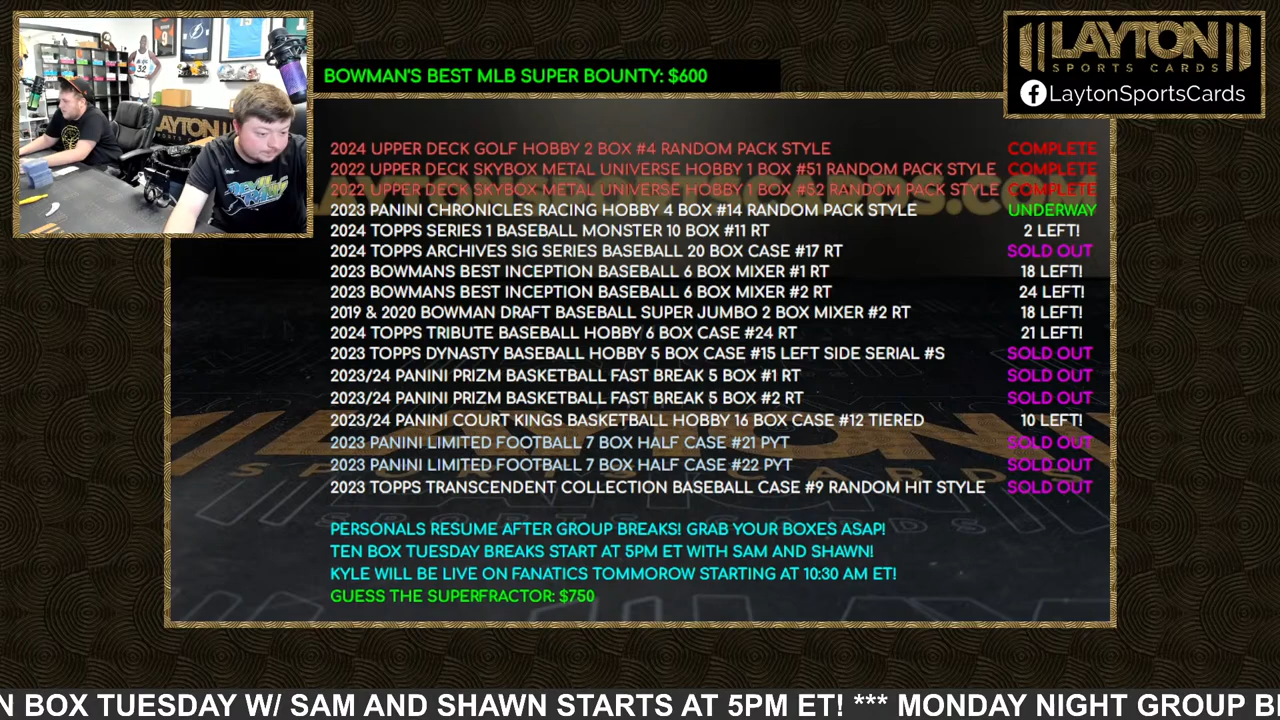 LAYTON
SPORTS CARDS
LaytonSportsCards
BOWMAN'S BEST MLB SUPER BOUNTY: $600
2024 UPPER DECK GOLF HOBBY 2 BOX #4 RANDOM PACK STYLE COMPLETE
2022 UPPER DECK SKYBOX METAL UNIVERSE HOBBY 1 BOX #51 RANDOM PACK STYLE COMPLETE
2022 UPPER DECK SKYBOX METAL UNIVERSE HOBBY 1 BOX #52 RANDOM PACK STYLE COMPLETE
2023 PANINI CHRONICLES RACING HOBBY 4 BOX #14 RANDOM PACK STYLE UNDERWAY
2024 TOPPS SERIES 1 BASEBALL MONSTER 10 BOX #11 RT 2 LEFT!
2024 TOPPS ARCHIVES SIG SERIES BASEBALL 20 BOX CASE #17 RT SOLD OUT
2023 BOWMANS BEST INCEPTION BASEBALL 6 BOX MIXER #1 RT 18 LEFT!
2023 BOWMANS BEST INCEPTION BASEBALL 6 BOX MIXER #2 RT 24 LEFT!
2019 & 2020 BOWMAN DRAFT BASEBALL SUPER JUMBO 2 BOX MIXER #2 RT 18 LEFT!
2024 TOPPS TRIBUTE BASEBALL HOBBY 6 BOX CASE #24 RT 21 LEFT!
2023 TOPPS DYNASTY BASEBALL HOBBY 5 BOX CASE #15 LEFT SIDE SERIAL #S SOLD OUT
2023/24 PANINI PRIZM BASKETBALL FAST BREAK 5 BOX #1 RT SOLD OUT
2023/24 PANINI PRIZM BASKETBALL FAST BREAK 5 BOX #2 RT SOLD OUT
2023/24 PANINI COURT KINGS BASKETBALL HOBBY 16 BOX CASE #12 TIERED 10 LEFT!
2023 PANINI LIMITED FOOTBALL 7 BOX HALF CASE #21 PYT SOLD OUT
2023 PANINI LIMITED FOOTBALL 7 BOX HALF CASE #22 PYT SOLD OUT
2023 TOPPS TRANSCENDENT COLLECTION BASEBALL CASE #9 RANDOM HIT STYLE SOLD OUT
PERSONALS RESUME AFTER GROUP BREAKS! GRAB YOUR BOXES ASAP!
TEN BOX TUESDAY BREAKS START AT 5PM ET WITH SAM AND SHAWN!
KYLE WILL BE LIVE ON FANATICS TOMMOROW STARTING AT 10:30 AM ET!
GUESS THE SUPERFRACTOR: $750
N BOX TUESDAY W/ SAM AND SHAWN STARTS AT 5PM ET! *** MONDAY NIGHT GROUP B